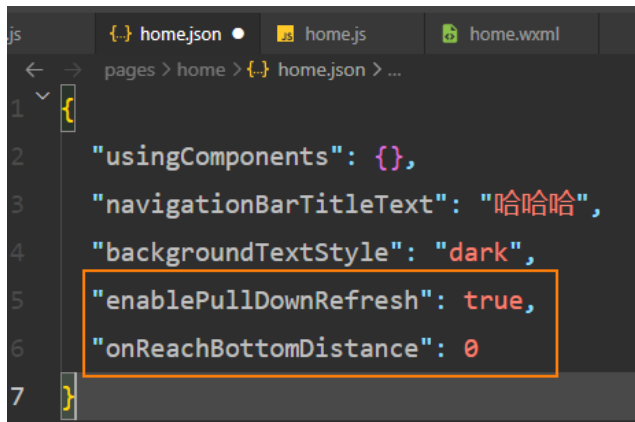 .js {..} home.json ● JS home.js home.wxml
← → pages > home > {..} home.json > ...
1 {
2 "usingComponents": {},
3 "navigationBarTitleText": "哈哈哈",
4 "backgroundTextStyle": "dark",
5 "enablePullDownRefresh": true,
6 "onReachBottomDistance": 0
7 }